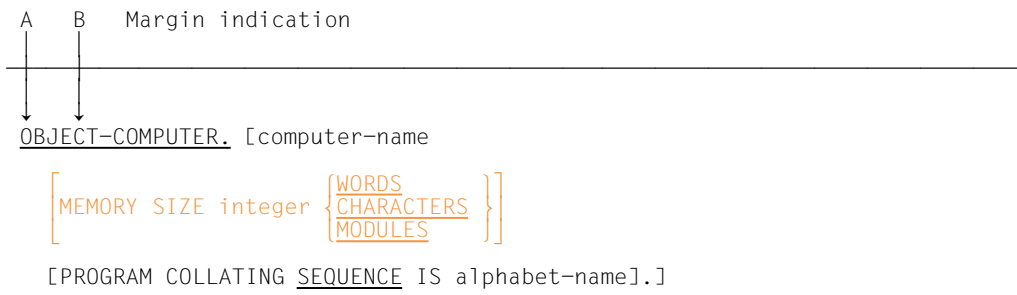 A B Margin indication
OBJECT-COMPUTER. [computer-name
WORDS
MEMORY SIZE integer CHARACTERS
MODULES
[PROGRAM COLLATING SEQUENCE IS alphabet-name].]